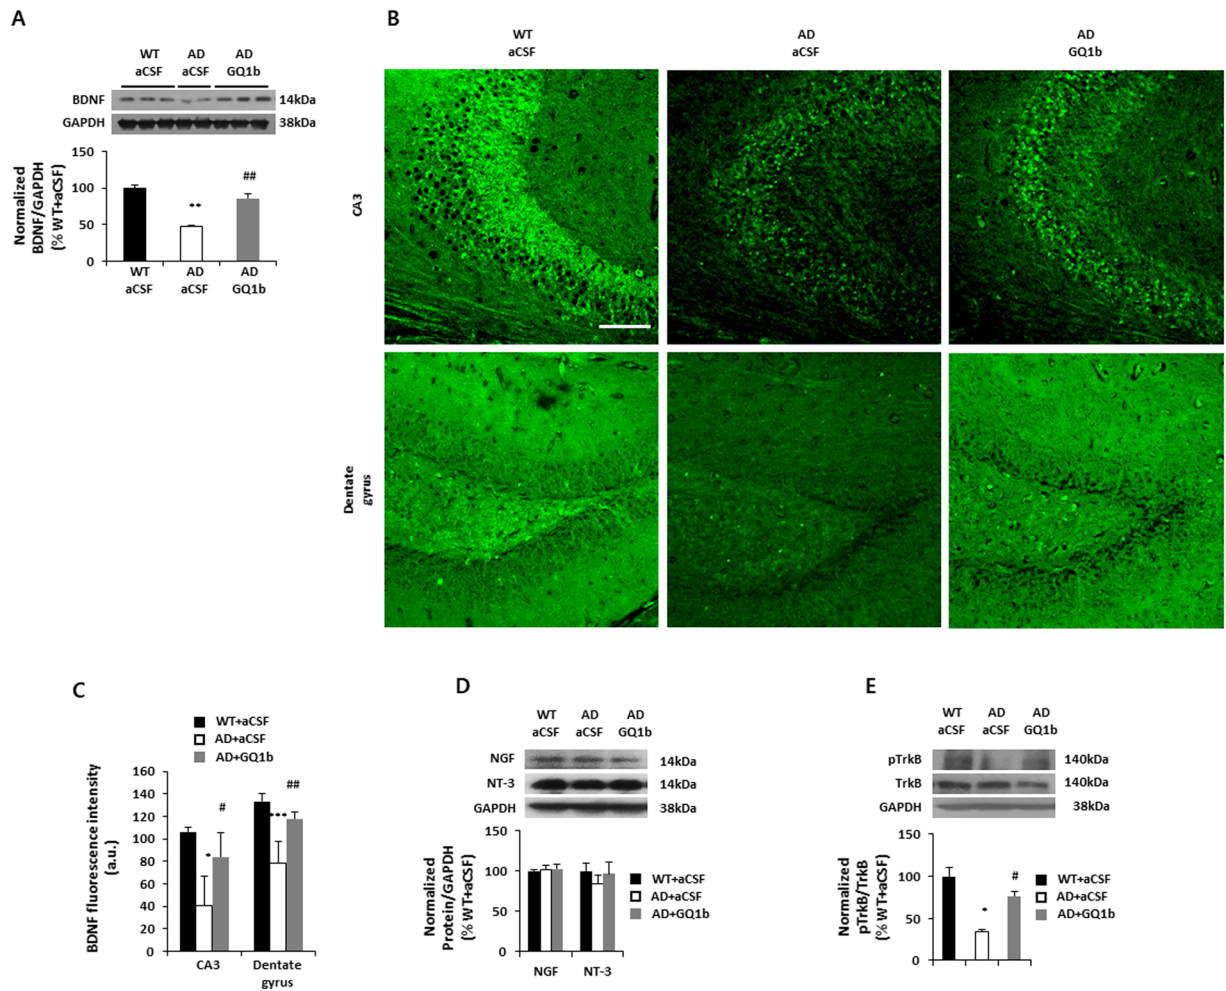 A
WT AD AD
aCSF aCSF GQ1b
BDNF 14kDa
GAPDH 38kDa
Normalized
BDNF/GAPDH
(% WT+aCSF)
150
100
50
0
**
##
WT AD AD
aCSF aCSF GQ1b
B
WT AD AD
aCSF aCSF GQ1b
CA3
Dentate
gyrus
C
WT+aCSF
AD+aCSF
AD+GQ1b
BDNF fluorescence intensity
(a.u.)
160
140
120
100
80
60
40
20
0
*
#
***
##
CA3 Dentate
gyrus
D
WT AD AD
aCSF aCSF GQ1b
NGF 14kDa
NT-3 14kDa
GAPDH 38kDa
Normalized
Protein/GAPDH
(% WT+aCSF)
150
100
50
0
NGF NT-3
WT+aCSF
AD+aCSF
AD+GQ1b
E
WT AD AD
aCSF aCSF GQ1b
pTrkB 140kDa
TrkB 140kDa
GAPDH 38kDa
Normalized
pTrkB/TrkB
(% WT+aCSF)
150
100
50
0
*
#
WT+aCSF
AD+aCSF
AD+GQ1b